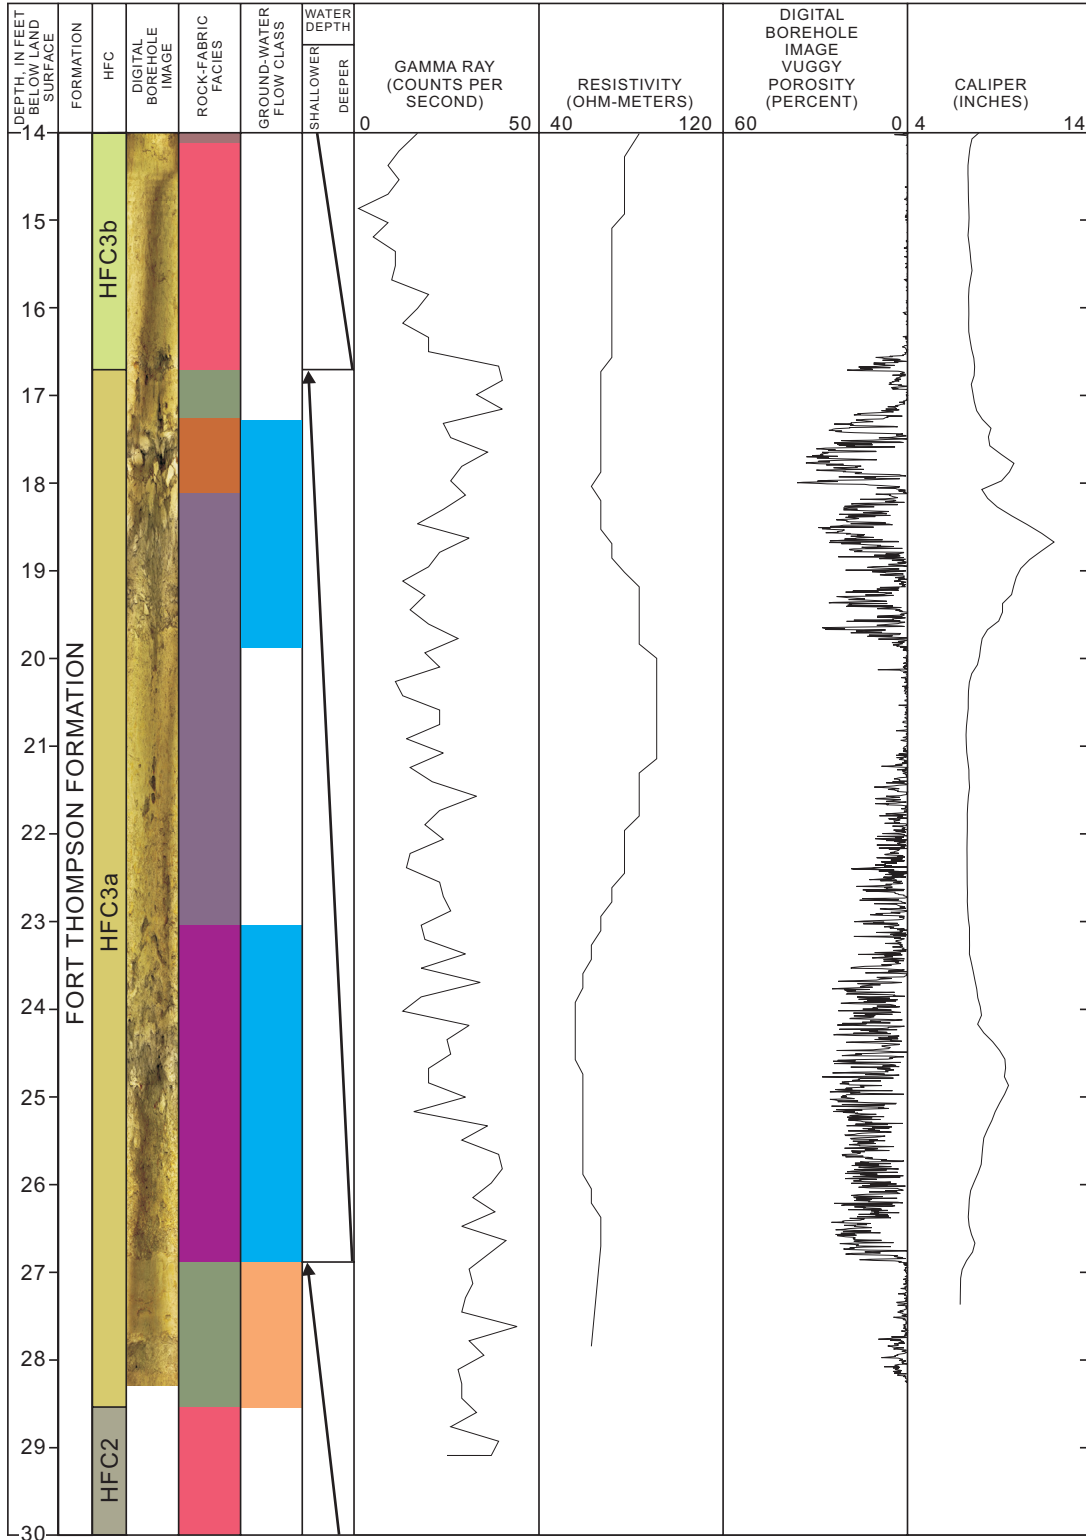 DEPTH, IN FEET
BELOW LAND
SURFACE
FORMATION
HFC
DIGITAL
BOREHOLE
IMAGE
ROCK-FABRIC
FACIES
GROUND-WATER
FLOW CLASS
WATER
DEPTH
SHALLOWER
DEEPER
GAMMA RAY
(COUNTS PER
SECOND)
0 50
RESISTIVITY
(OHM-METERS)
40 120
DIGITAL
BOREHOLE
IMAGE
VUGGY
POROSITY
(PERCENT)
60 0
CALIPER
(INCHES)
4 14
14
15
16
17
18
19
20
21
22
23
24
25
26
27
28
29
30
FORT THOMPSON FORMATION
HFC3b
HFC3a
HFC2